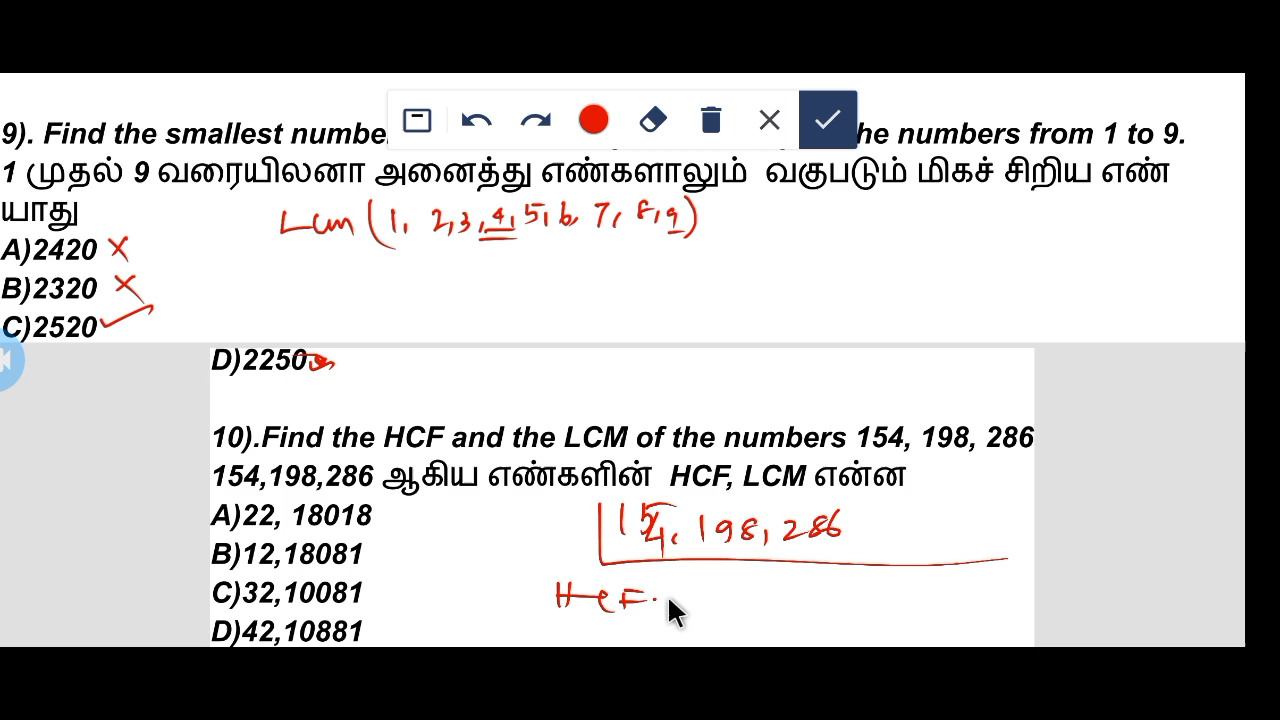 9). Find the smallest numbe he numbers from 1 to 9.
1 முதல் 9 வரையிலனா அனைத்து எண்களாலும் வகுபடும் மிகச் சிறிய எண்
யாது
Lcm (1, 2,3,4,5,6, 7, 8,9)
A)2420
B)2320
C)2520
D)2250
10).Find the HCF and the LCM of the numbers 154, 198, 286
154,198,286 ஆகிய எண்களின் HCF, LCM என்ன
A)22, 18018
154, 198, 286
B)12,18081
C)32,10081
HCF.
D)42,10881